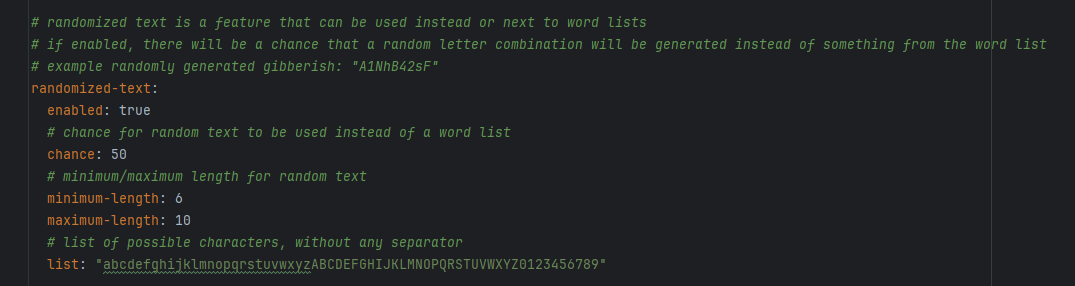 # randomized text is a feature that can be used instead or next to word lists
# if enabled, there will be a chance that a random letter combination will be generated instead of something from the word list
# example randomly generated gibberish: "A1NhB42sF"
randomized-text:
  enabled: true
  # chance for random text to be used instead of a word list
  chance: 50
  # minimum/maximum length for random text
  minimum-length: 6
  maximum-length: 10
  # list of possible characters, without any separator
  list: "abcdefghijklmnopqrstuvwxyzABCDEFGHIJKLMNOPQRSTUVWXYZ0123456789"